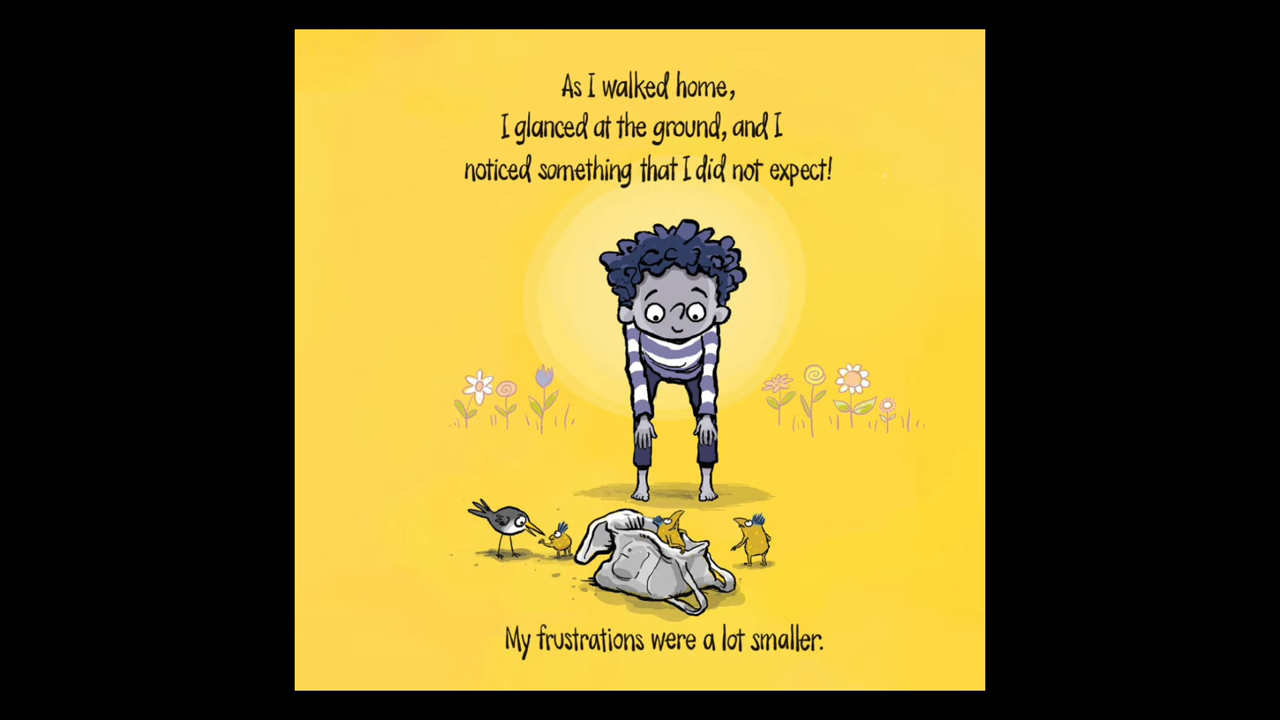 As I walked home,
I glanced at the ground, and I
noticed something that I did not expect!
My frustrations were a lot smaller.